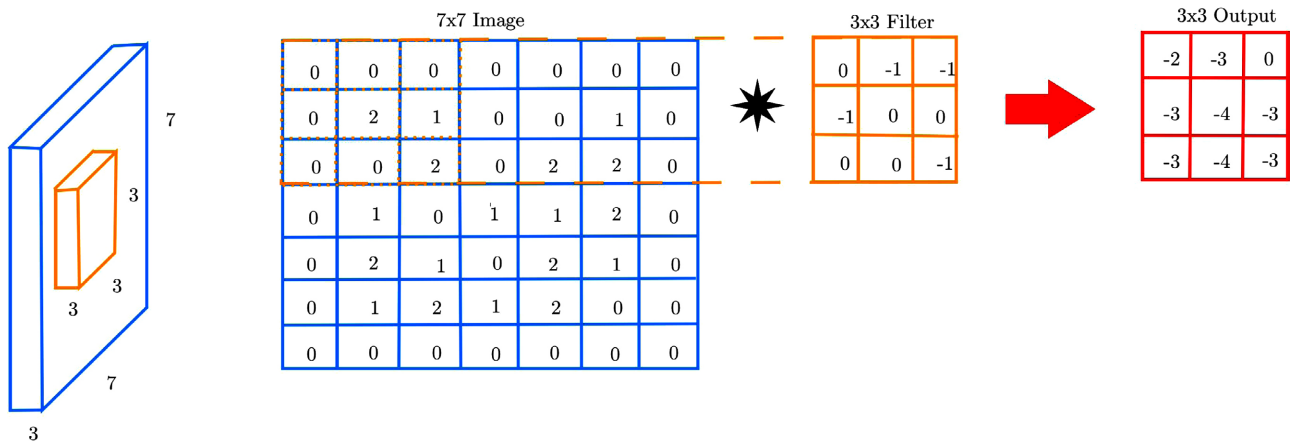 7x7 Image
3x3 Filter
3x3 Output
0 0 0 0 0 0 0
0 2 1 0 0 1 0
0 0 2 0 2 2 0
0 1 0 1 1 2 0
0 2 1 0 2 1 0
0 1 2 1 2 0 0
0 0 0 0 0 0 0
0 -1 -1
-1 0 0
0 0 -1
-2 -3 0
-3 -4 -3
-3 -4 -3
7
3
3
3
7
3